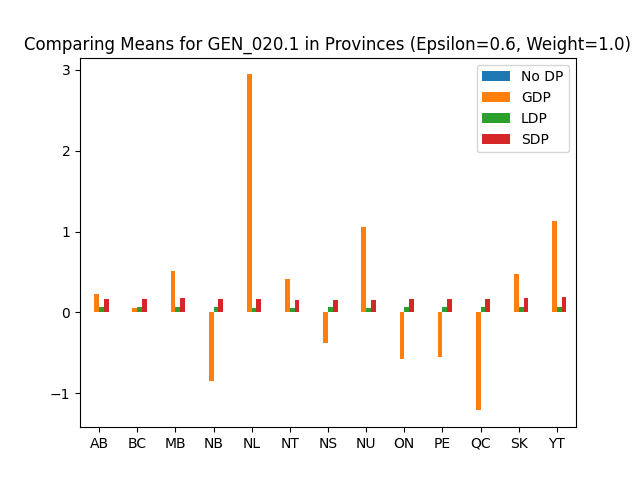 Comparing Means for GEN_020.1 in Provinces (Epsilon=0.6, Weight=1.0)
No DP
GDP
LDP
SDP
3
2
1
0
−1
AB BC MB NB NL NT NS NU ON PE QC SK YT